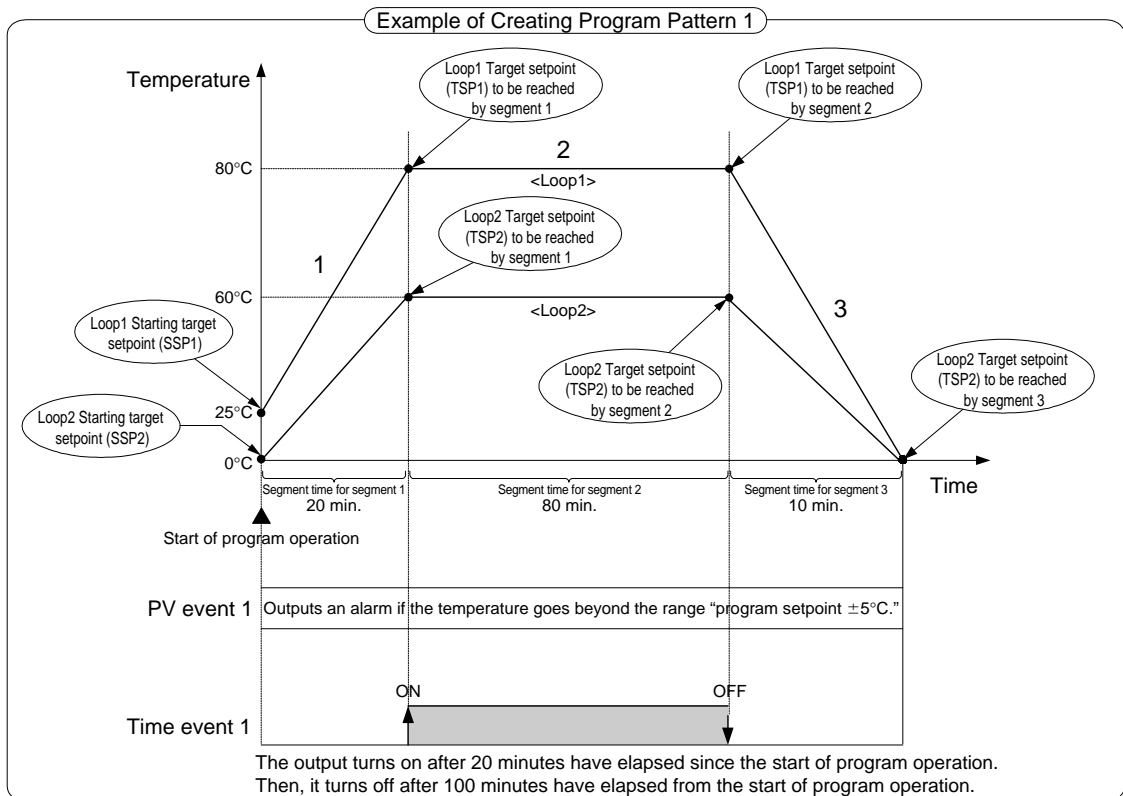 Example of Creating Program Pattern 1
Temperature
Loop1 Target setpoint
(TSP1) to be reached
by segment 1
Loop1 Target setpoint
(TSP1) to be reached
by segment 2
80°C
2
<Loop1>
Loop2 Target setpoint
(TSP2) to be reached
by segment 1
1
60°C
<Loop2>
3
Loop1 Starting target
setpoint (SSP1)
Loop2 Target setpoint
(TSP2) to be reached
by segment 2
Loop2 Target setpoint
(TSP2) to be reached
by segment 3
25°C
Loop2 Starting target
setpoint (SSP2)
0°C
Time
Segment time for segment 1
20 min.
Segment time for segment 2
80 min.
Segment time for segment 3
10 min.
Start of program operation
PV event 1
Outputs an alarm if the temperature goes beyond the range “program setpoint ±5°C.”
ON
OFF
Time event 1
The output turns on after 20 minutes have elapsed since the start of program operation.
Then, it turns off after 100 minutes have elapsed from the start of program operation.